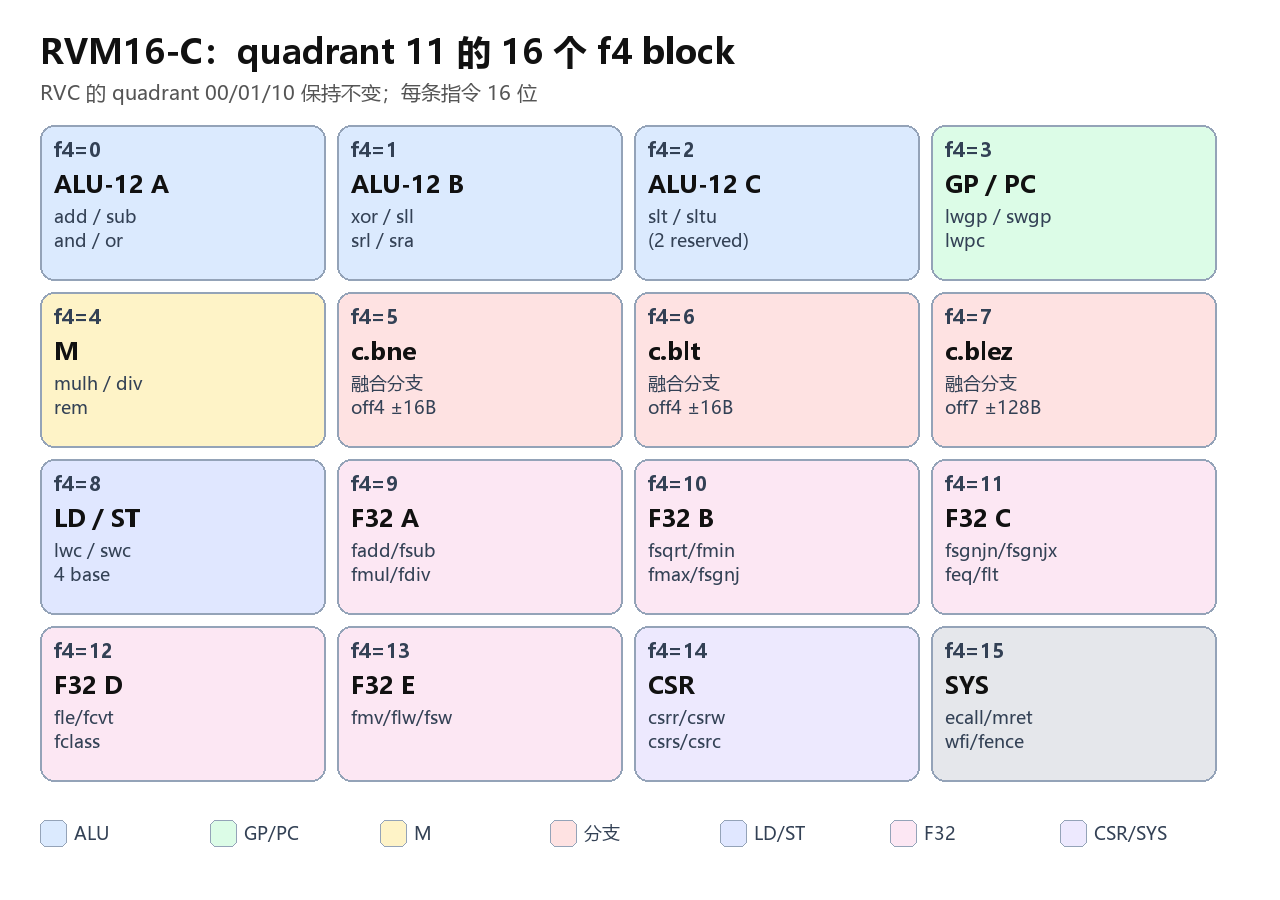 RVM16-C：quadrant 11 的 16 个 f4 block
RVC 的 quadrant 00/01/10 保持不变；每条指令 16 位
f4=0
ALU-12 A
add / sub
and / or
f4=1
ALU-12 B
xor / sll
srl / sra
f4=2
ALU-12 C
slt / sltu
(2 reserved)
f4=3
GP / PC
lwgp / swgp
lwpc
f4=4
M
mulh / div
rem
f4=5
c.bne
融合分支
off4 ±16B
f4=6
c.blt
融合分支
off4 ±16B
f4=7
c.blez
融合分支
off7 ±128B
f4=8
LD / ST
lwc / swc
4 base
f4=9
F32 A
fadd/fsub
fmul/fdiv
f4=10
F32 B
fsqrt/fmin
fmax/fsgnj
f4=11
F32 C
fsgnjn/fsgnjx
feq/flt
f4=12
F32 D
fle/fcvt
fclass
f4=13
F32 E
fmv/flw/fsw
f4=14
CSR
csrr/csrw
csrs/csrc
f4=15
SYS
ecall/mret
wfi/fence
ALU
GP/PC
M
分支
LD/ST
F32
CSR/SYS